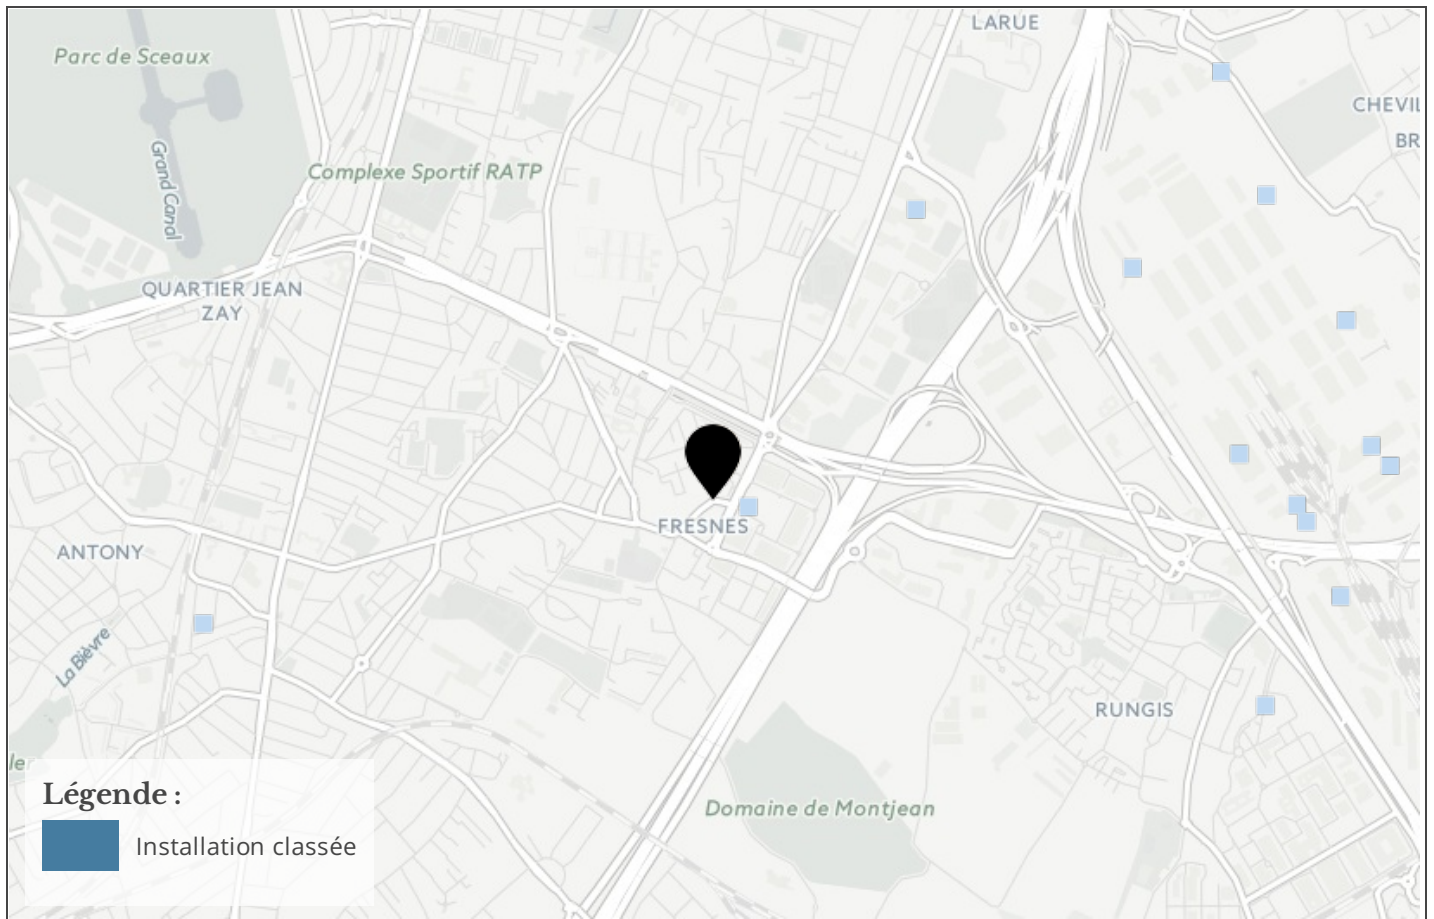 LARUE
Parc de Sceaux
CHEVIL
BR
Complexe Sportif RATP
Grand Canal
QUARTIER JEAN
ZAY
FRESNES
ANTONY
La Bièvre
RUNGIS
le
Domaine de Montjean
Légende :
Installation classée